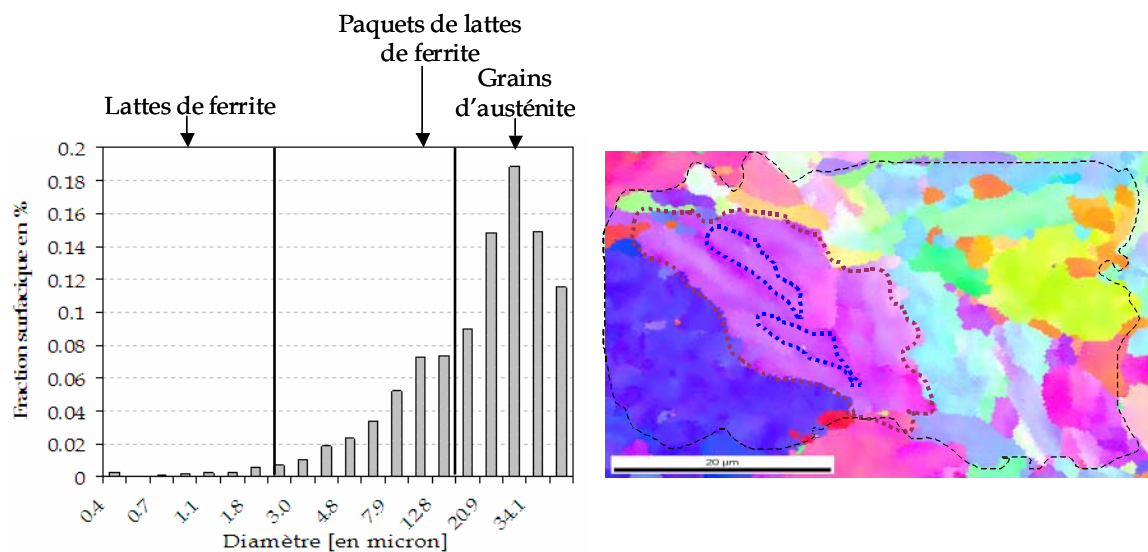 Paquets de lattes
de ferrite
Grains
d'austénite
Lattes de ferrite
0.2
0.18
0.16
0.14
0.12
0.1
0.08
0.06
0.04
0.02
0
Fraction surfacique en %
0.4
0.7
1.1
1.8
3.0
4.8
7.9
12.8
20.9
34.1
Diamètre [en micron]
20 µm